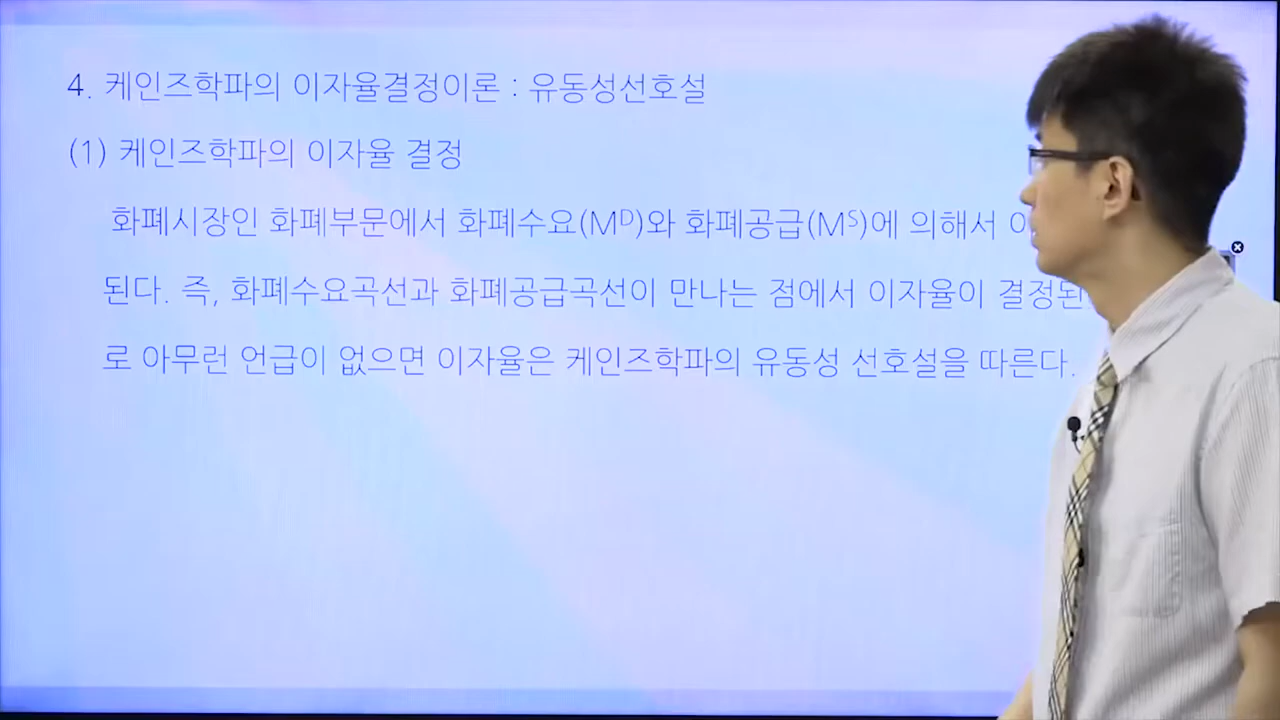 4. 케인즈학파의 이자율결정이론 : 유동성선호설
(1) 케인즈학파의 이자율 결정
화폐시장인 화폐부문에서 화폐수요(Mᴰ)와 화폐공급(Mˢ)에 의해서
된다. 즉, 화폐수요곡선과 화폐공급곡선이 만나는 점에서 이자율이
로 아무런 언급이 없으면 이자율은 케인즈학파의 유동성 선호설을 따른다.